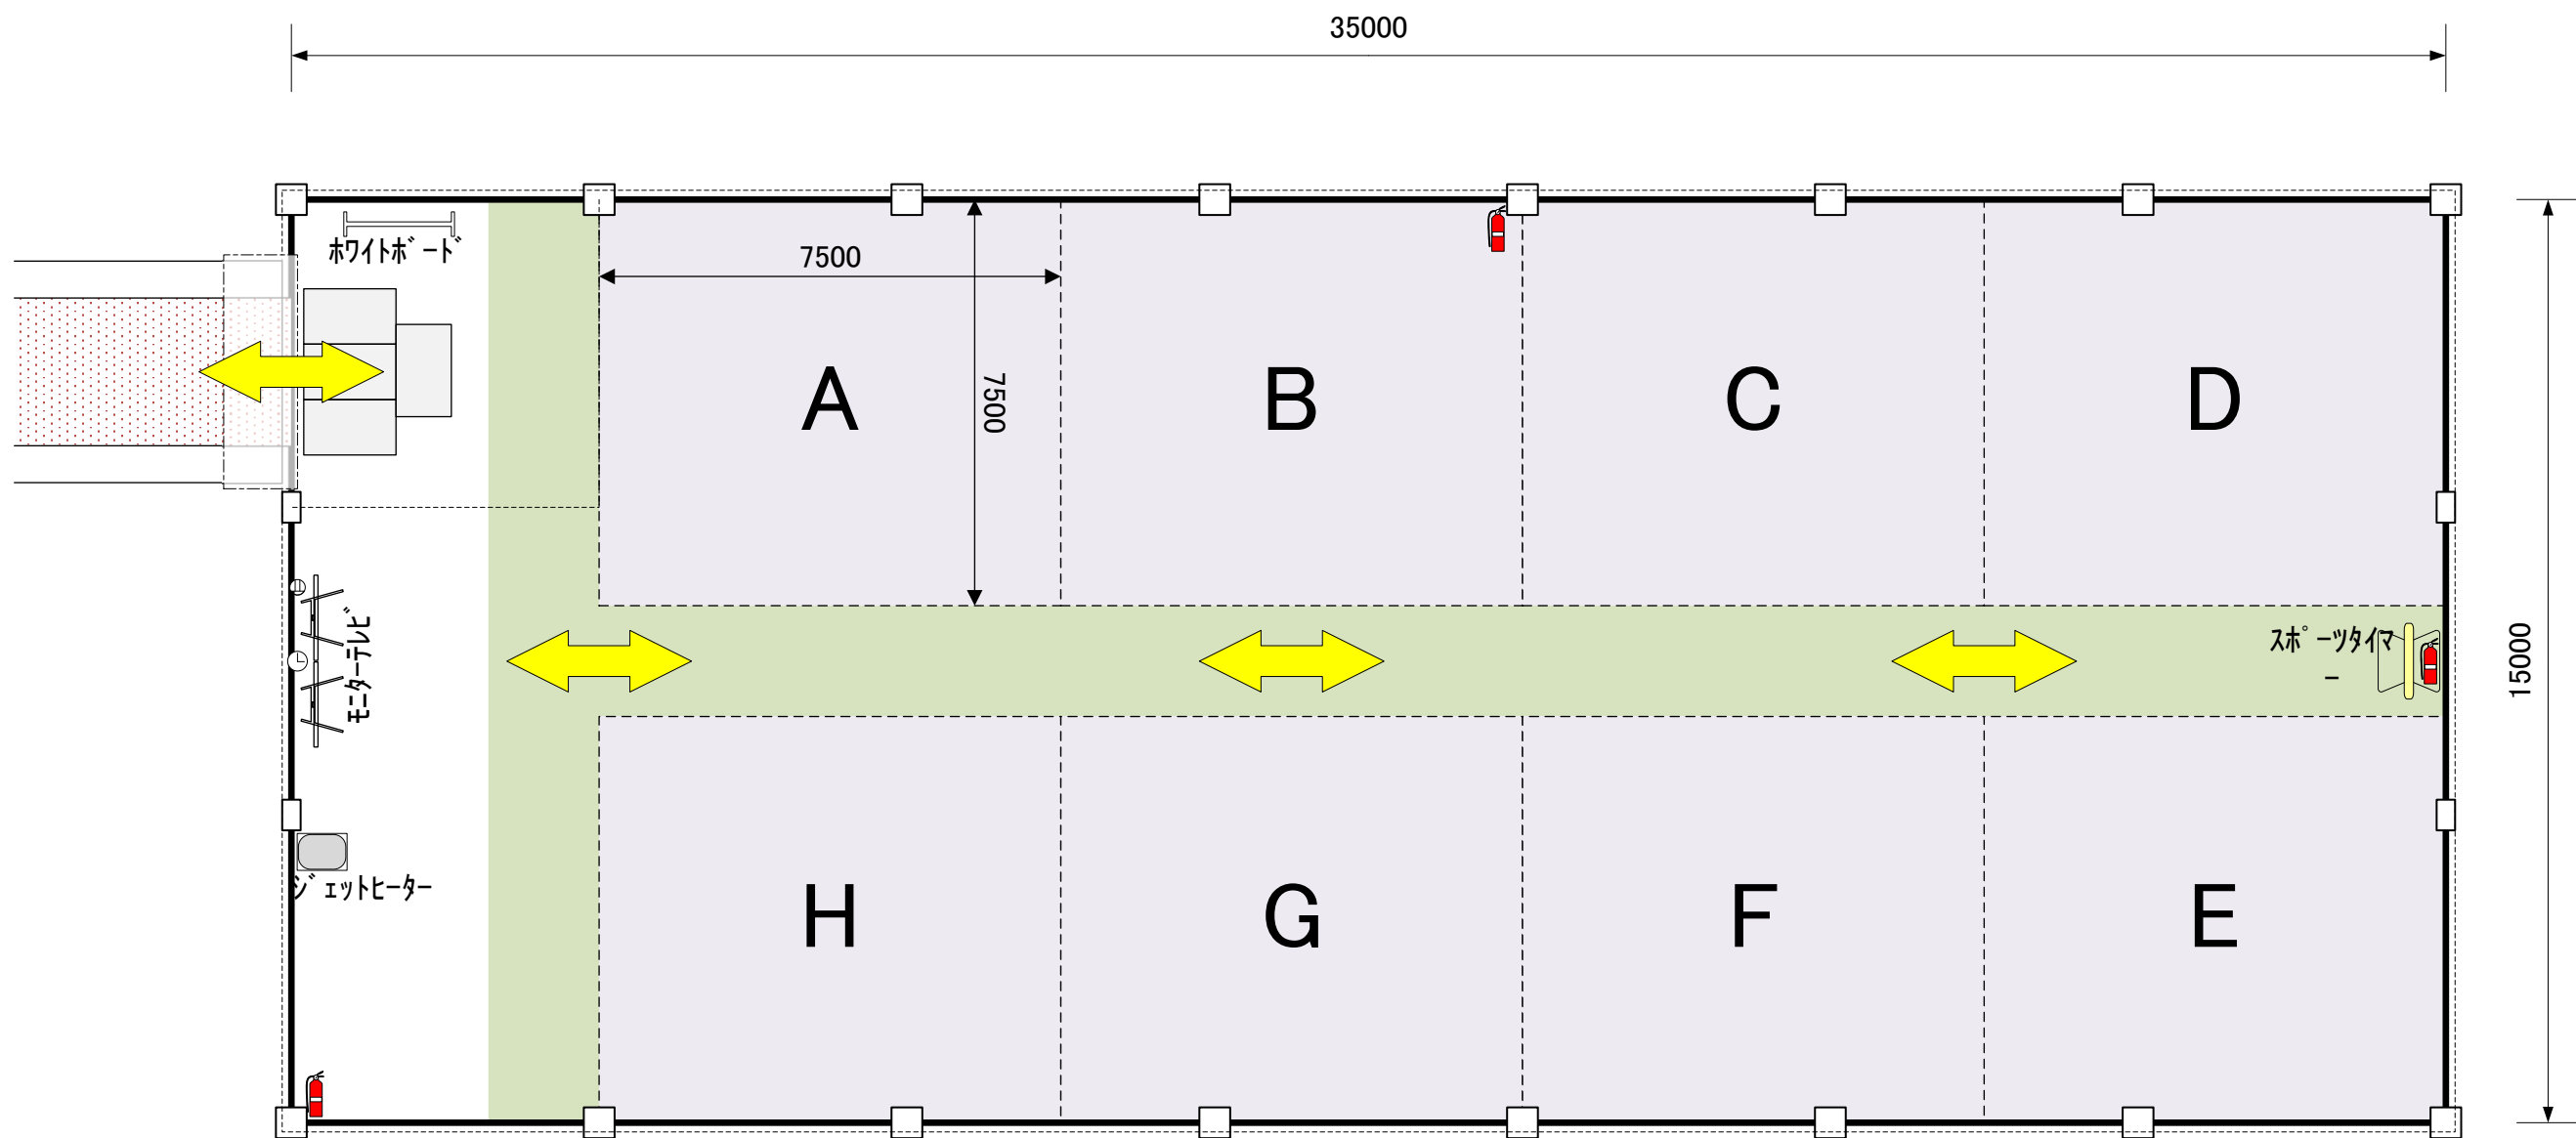 35000
ﾎﾜｲﾄﾎﾞｰﾄﾞ
7500
7500
A
B
C
D
ﾓﾆﾀｰﾃﾚﾋﾞ
ｽﾎﾟｰﾂﾀｲﾏ
ｰ
15000
ｼﾞｪｯﾄﾋｰﾀｰ
H
G
F
E